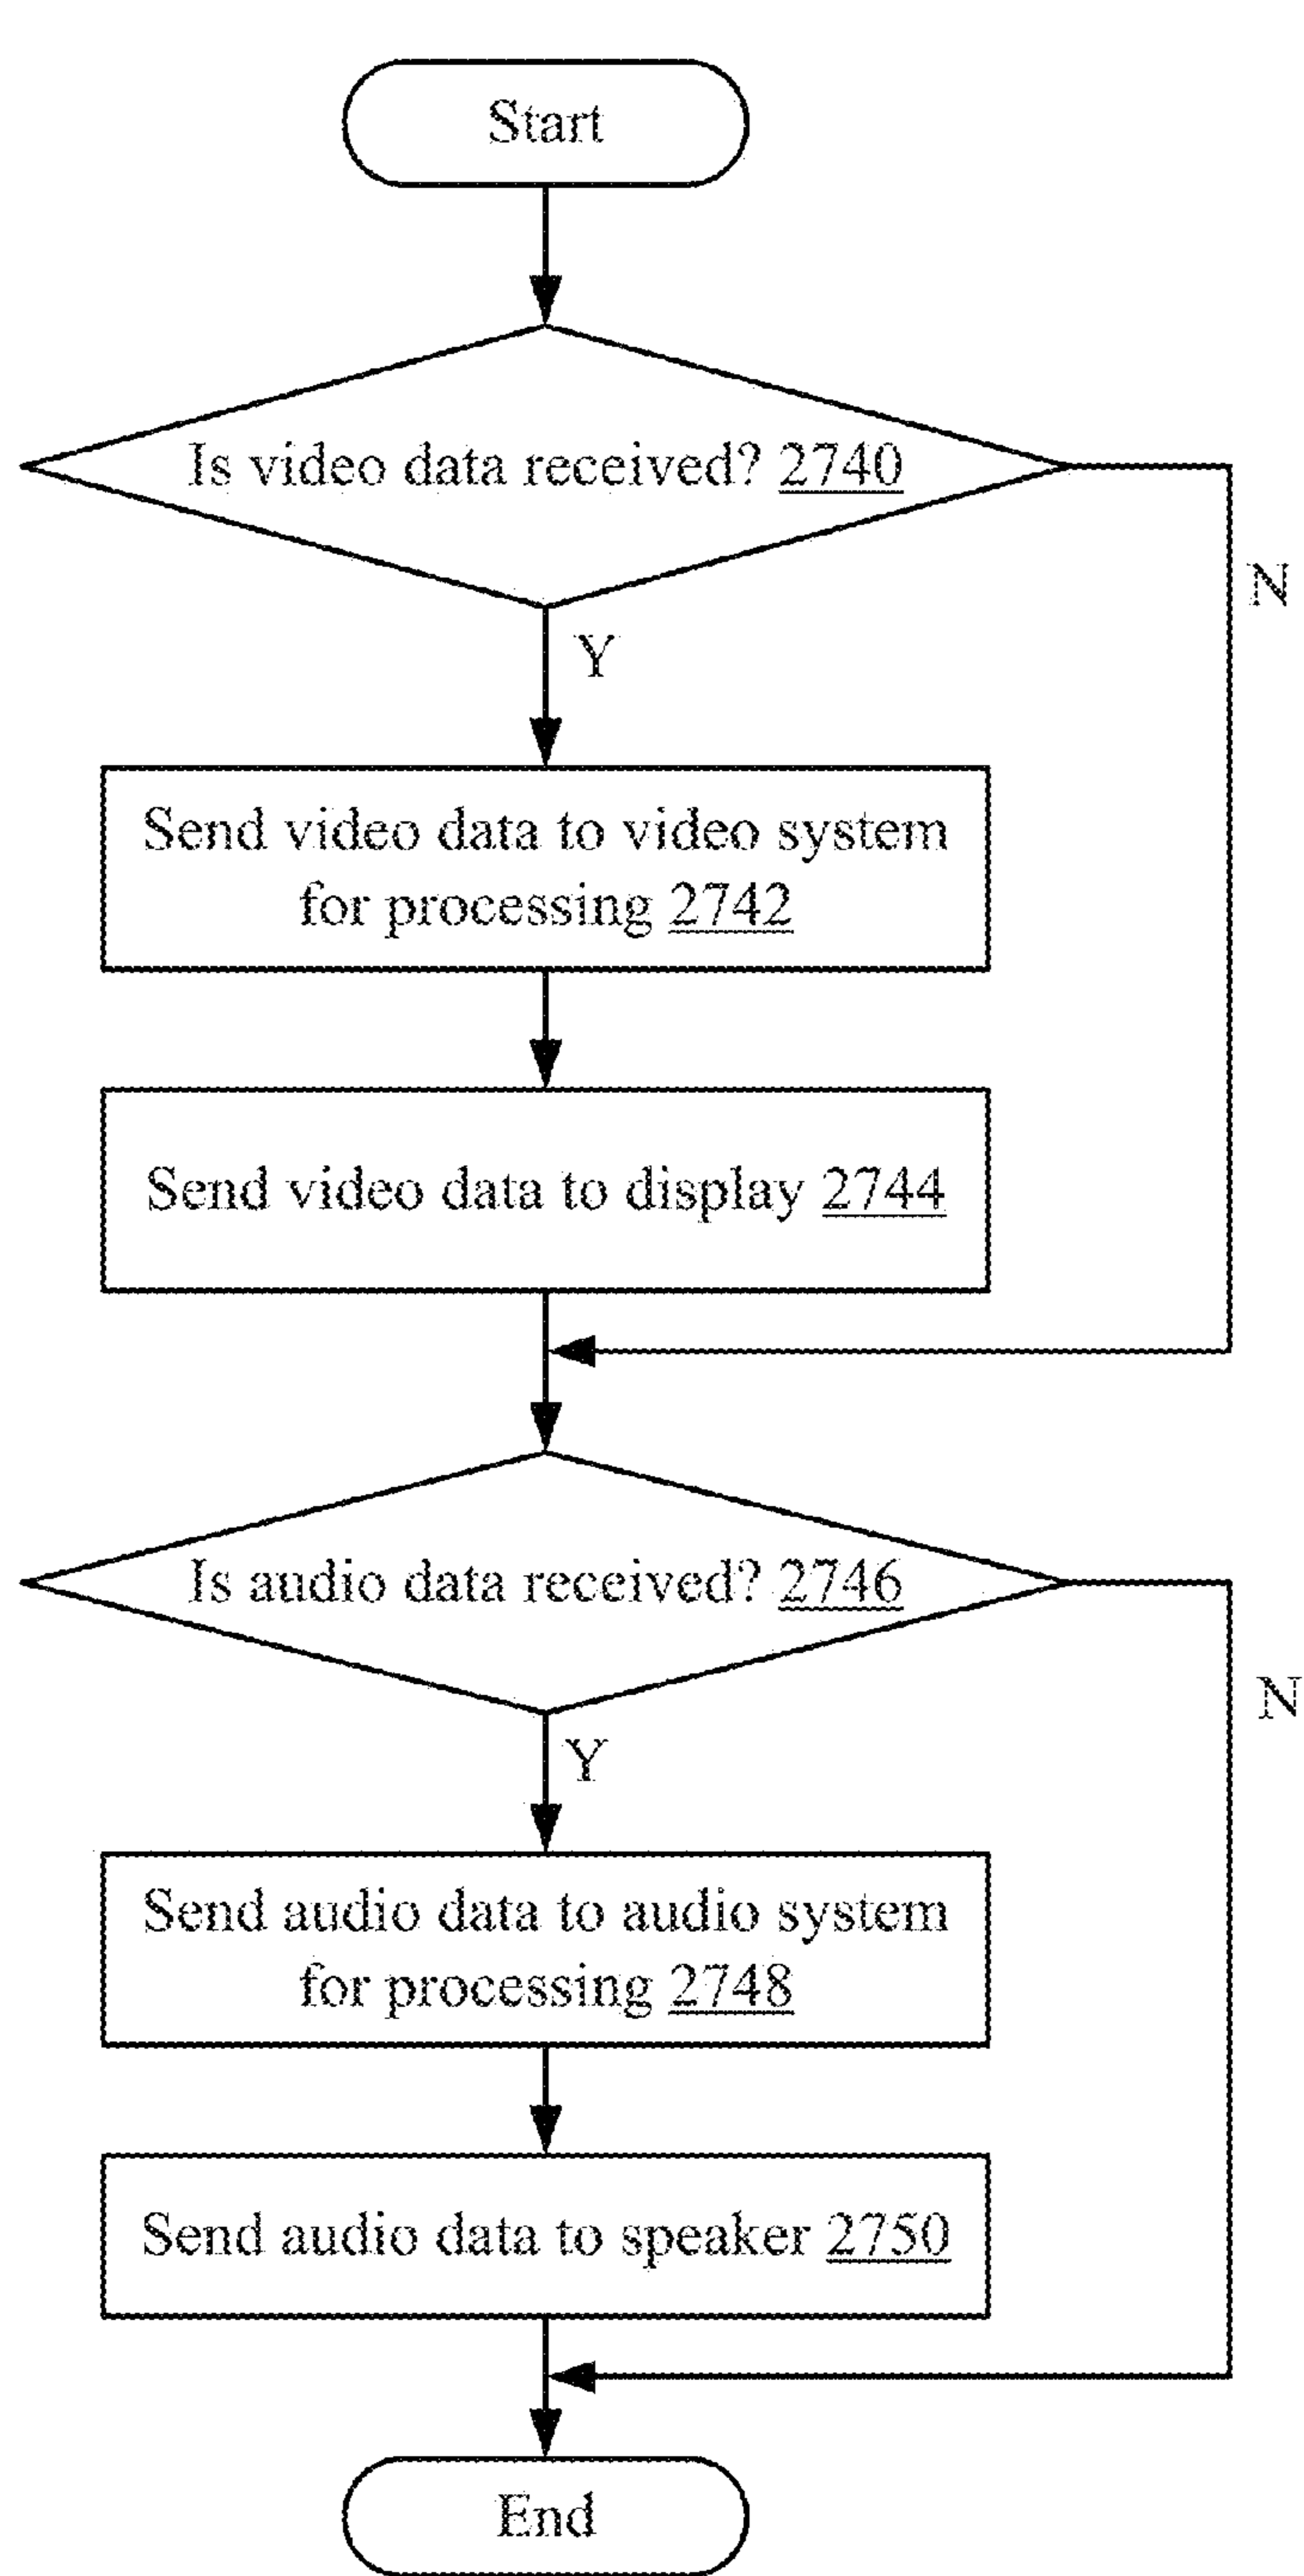 Start
Is video data received? 2740
N
Y
Send video data to video system
for processing 2742
Send video data to display 2744
Is audio data received? 2746
N
Y
Send audio data to audio system
for processing 2748
Send audio data to speaker 2750
End